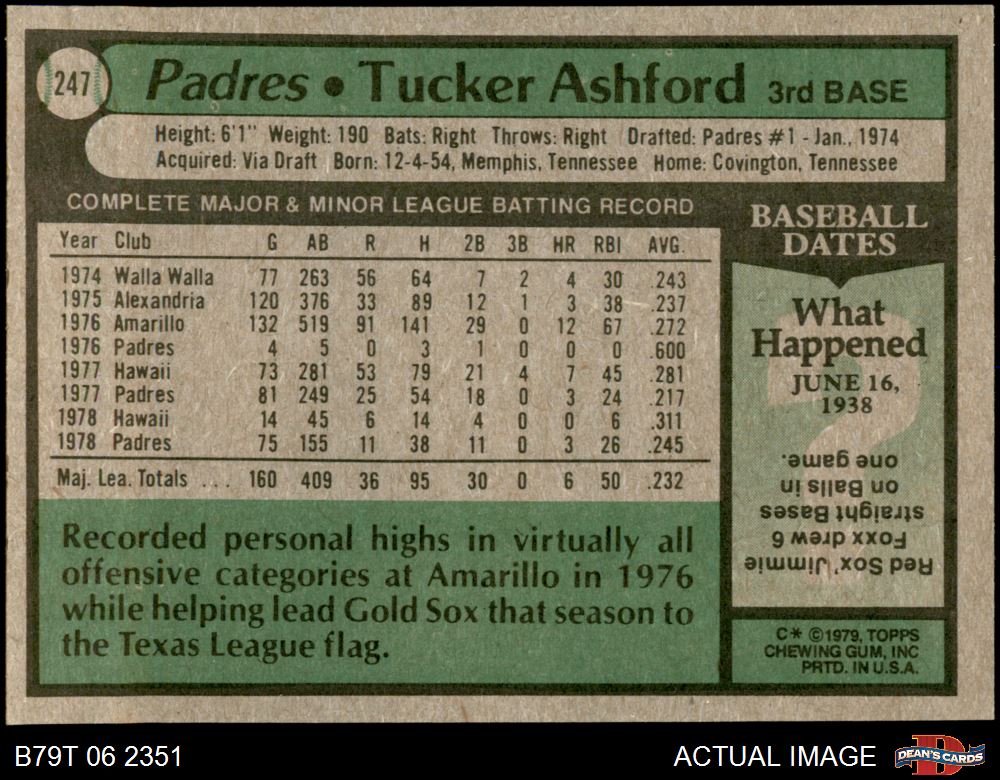 247 Padres • Tucker Ashford 3rd BASE
Height: 6'1" Weight: 190 Bats: Right Throws: Right Drafted: Padres #1 - Jan., 1974
Acquired: Via Draft Born: 12-4-54, Memphis, Tennessee Home: Covington, Tennessee
COMPLETE MAJOR & MINOR LEAGUE BATTING RECORD
Year Club G AB R H 2B 3B HR RBI AVG.
1974 Walla Walla 77 263 56 64 7 2 4 30 .243
1975 Alexandria 120 376 33 89 12 1 3 38 .237
1976 Amarillo 132 519 91 141 29 0 12 67 .272
1976 Padres 4 5 0 3 1 0 0 0 .600
1977 Hawaii 73 281 53 79 21 4 7 45 .281
1977 Padres 81 249 25 54 18 0 3 24 .217
1978 Hawaii 14 45 6 14 4 0 0 6 .311
1978 Padres 75 155 11 38 11 0 3 26 .245
Maj. Lea. Totals ... 160 409 36 95 30 0 6 50 .232
Recorded personal highs in virtually all
offensive categories at Amarillo in 1976
while helping lead Gold Sox that season to
the Texas League flag.
BASEBALL
DATES
What
Happened
JUNE 16,
1938
Red Sox' Jimmie
Foxx drew 6
straight Bases
on Balls in
one game.
C* ©1979, TOPPS
CHEWING GUM, INC
PRTD. IN U.S.A.
B79T 06 2351
ACTUAL IMAGE
D
DEAN'S CARDS